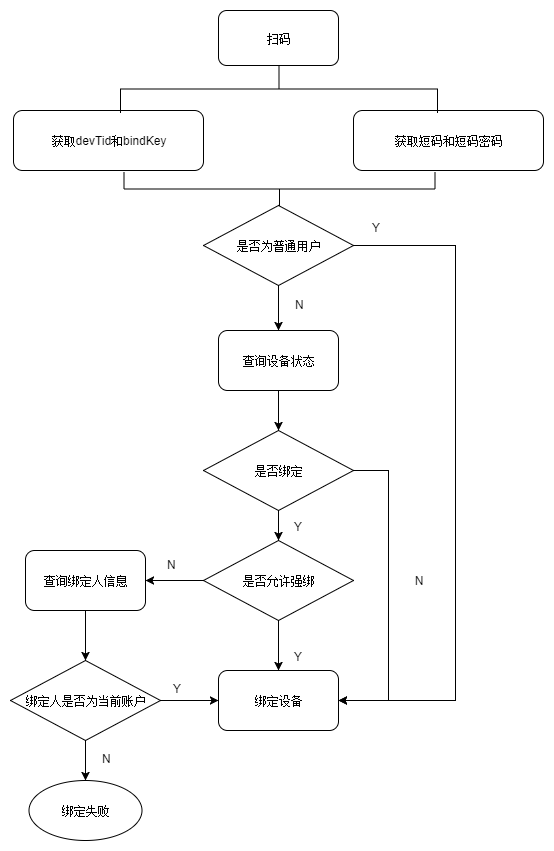 扫码
获取devTid和bindKey
获取短码和短码密码
是否为普通用户
Y
N
查询设备状态
是否绑定
Y
N
查询绑定人信息
N
是否允许强绑
Y
绑定人是否为当前账户
Y
绑定设备
N
绑定失败